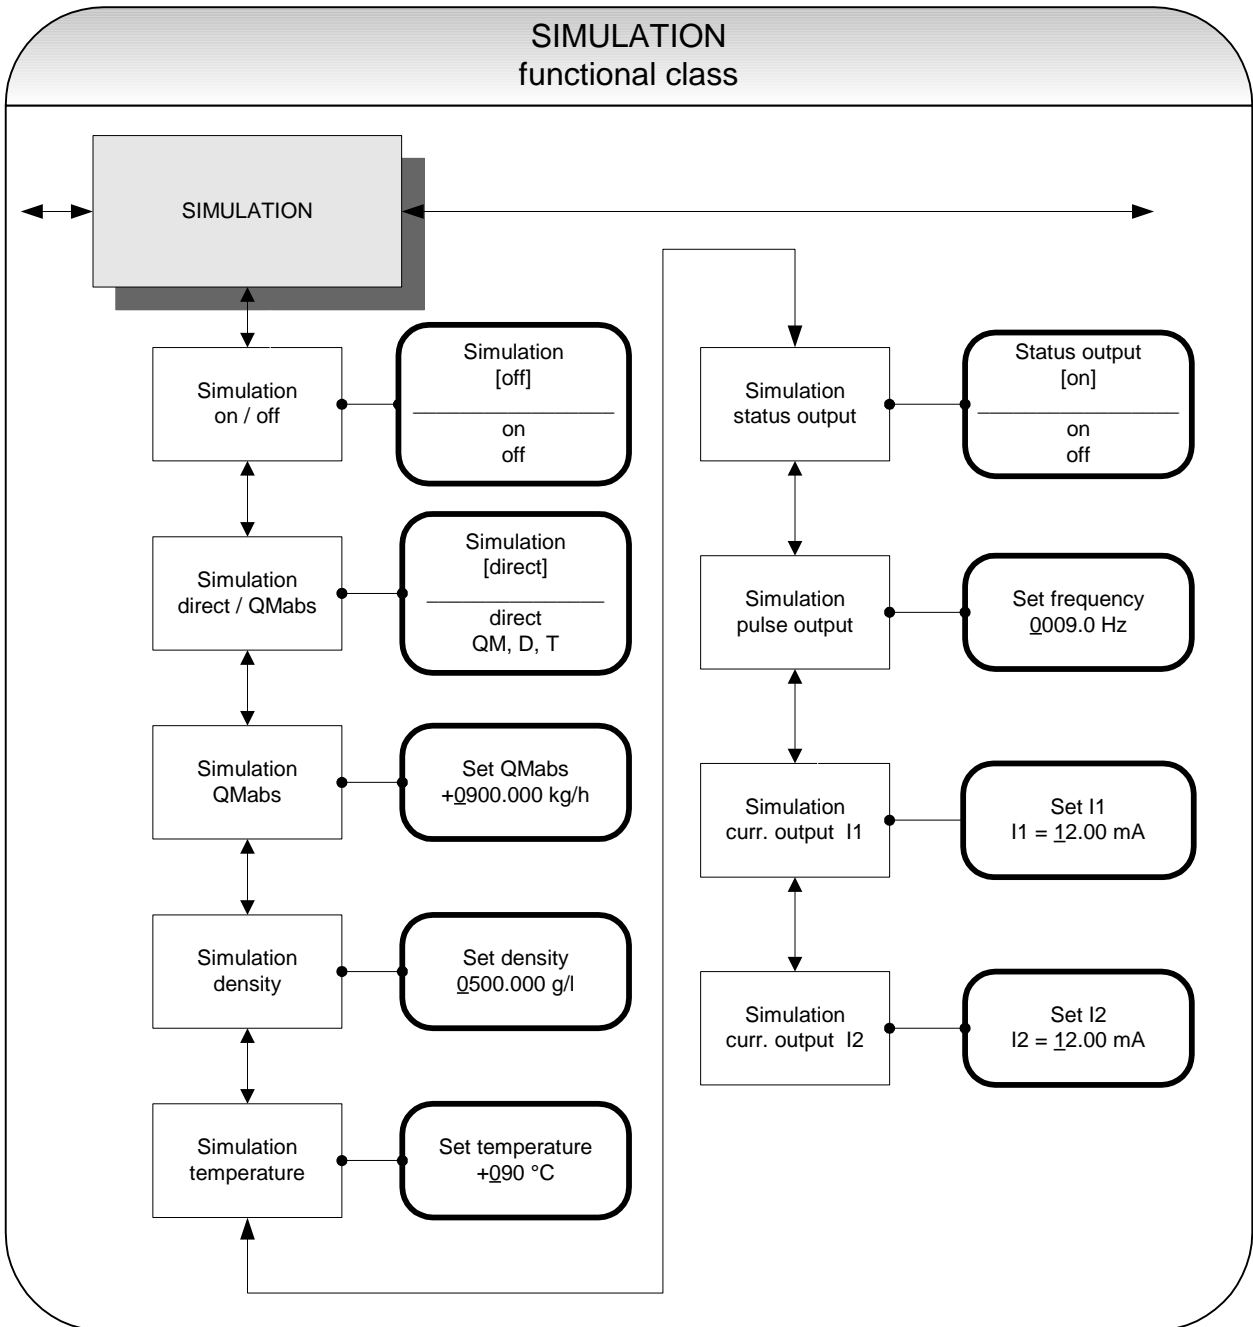 SIMULATION
functional class
SIMULATION
Simulation
on / off
Simulation
[off]
on
off
Simulation
direct / QMabs
Simulation
[direct]
direct
QM, D, T
Simulation
QMabs
Set QMabs
+0900.000 kg/h
Simulation
density
Set density
0500.000 g/l
Simulation
temperature
Set temperature
+090 °C
Simulation
status output
Status output
[on]
on
off
Simulation
pulse output
Set frequency
0009.0 Hz
Simulation
curr. output I1
Set I1
I1 = 12.00 mA
Simulation
curr. output I2
Set I2
I2 = 12.00 mA